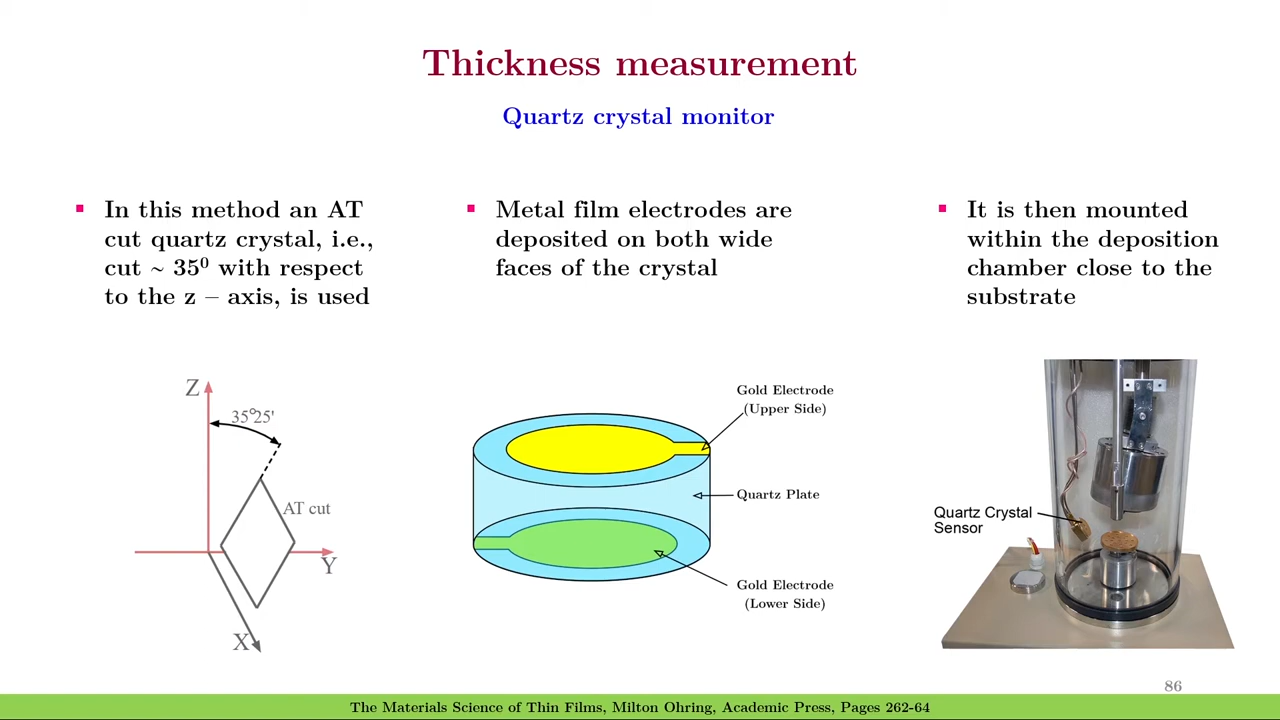 Thickness measurement
Quartz crystal monitor
▪ In this method an AT
cut quartz crystal, i.e.,
cut ~ 35⁰ with respect
to the z – axis, is used
▪ Metal film electrodes are
deposited on both wide
faces of the crystal
▪ It is then mounted
within the deposition
chamber close to the
substrate
Z
35°25'
AT cut
Y
X
Gold Electrode
(Upper Side)
Quartz Plate
Gold Electrode
(Lower Side)
Quartz Crystal
Sensor
86
The Materials Science of Thin Films, Milton Ohring, Academic Press, Pages 262-64